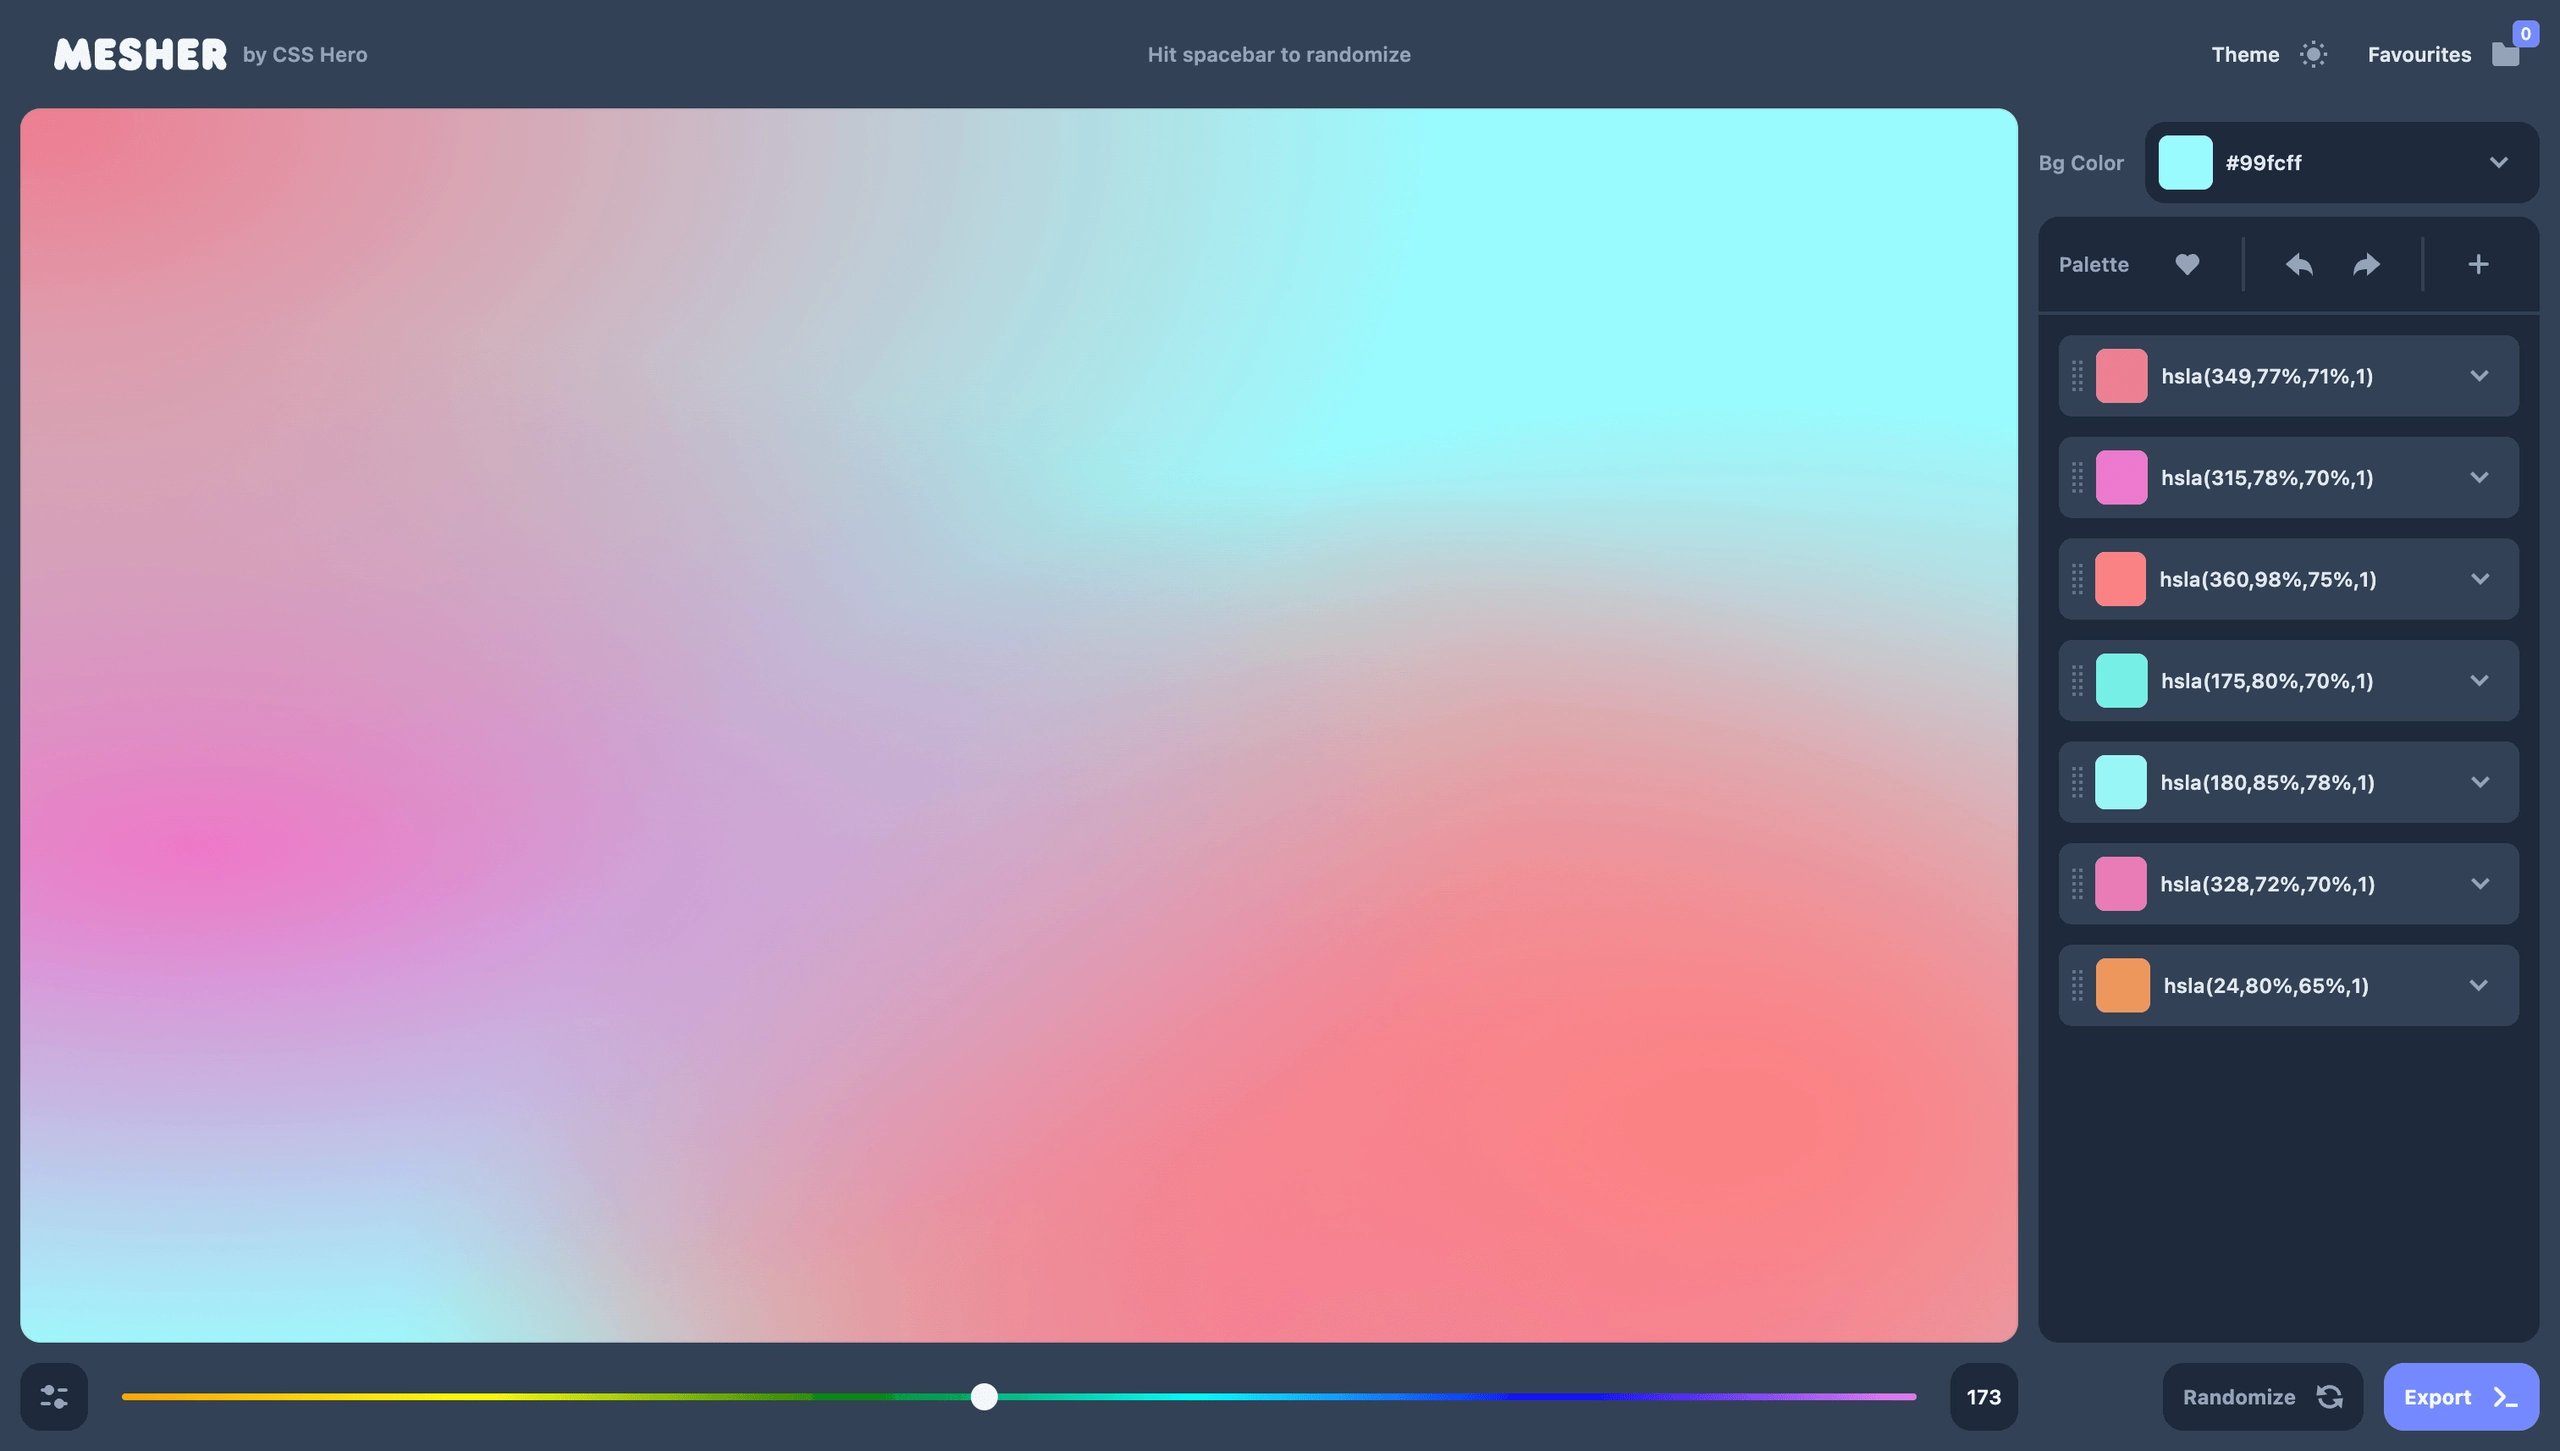 MESHER by CSS Hero
Hit spacebar to randomize
Theme
Favourites
0
Bg Color
#99fcff
Palette
hsla(349,77%,71%,1)
hsla(315,78%,70%,1)
hsla(360,98%,75%,1)
hsla(175,80%,70%,1)
hsla(180,85%,78%,1)
hsla(328,72%,70%,1)
hsla(24,80%,65%,1)
173
Randomize
Export